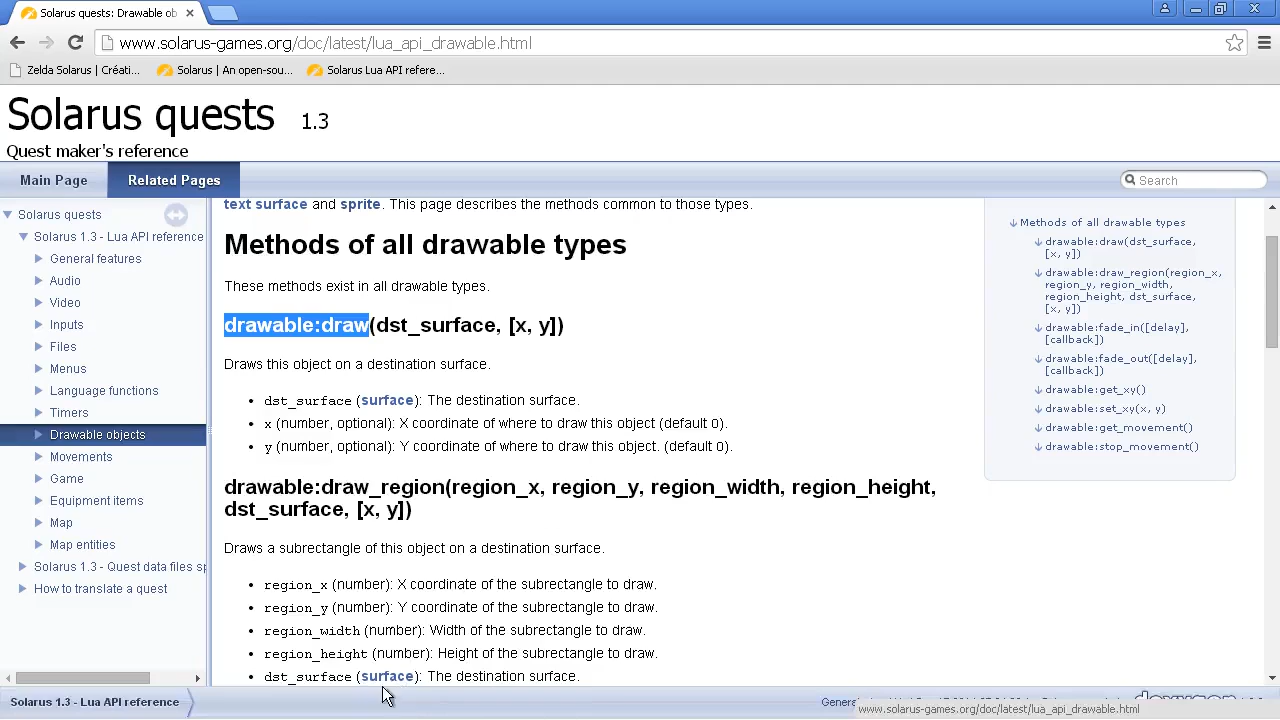 Solarus quests: Drawable ob
www.solarus-games.org/doc/latest/lua_api_drawable.html
Zelda Solarus | Créati...
Solarus | An open-sou...
Solarus Lua API refere...
Solarus quests 1.3
Quest maker's reference
Main Page
Related Pages
Search
Solarus quests
Solarus 1.3 - Lua API reference
General features
Audio
Video
Inputs
Files
Menus
Language functions
Timers
Drawable objects
Movements
Game
Equipment items
Map
Map entities
Solarus 1.3 - Quest data files sp
How to translate a quest
text surface and sprite. This page describes the methods common to those types.
Methods of all drawable types
These methods exist in all drawable types.
drawable:draw(dst_surface, [x, y])
Draws this object on a destination surface.
• dst_surface (surface): The destination surface.
• x (number, optional): X coordinate of where to draw this object (default 0).
• y (number, optional): Y coordinate of where to draw this object. (default 0).
drawable:draw_region(region_x, region_y, region_width, region_height,
dst_surface, [x, y])
Draws a subrectangle of this object on a destination surface.
• region_x (number): X coordinate of the subrectangle to draw.
• region_y (number): Y coordinate of the subrectangle to draw.
• region_width (number): Width of the subrectangle to draw.
• region_height (number): Height of the subrectangle to draw.
• dst_surface (surface): The destination surface.
Methods of all drawable types
drawable:draw(dst_surface,
[x, y])
drawable:draw_region(region_x,
region_y, region_width,
region_height, dst_surface,
[x, y])
drawable:fade_in([delay],
[callback])
drawable:fade_out([delay],
[callback])
drawable:get_xy()
drawable:set_xy(x, y)
drawable:get_movement()
drawable:stop_movement()
Solarus 1.3 - Lua API reference
www.solarus-games.org/doc/latest/lua_api_drawable.html